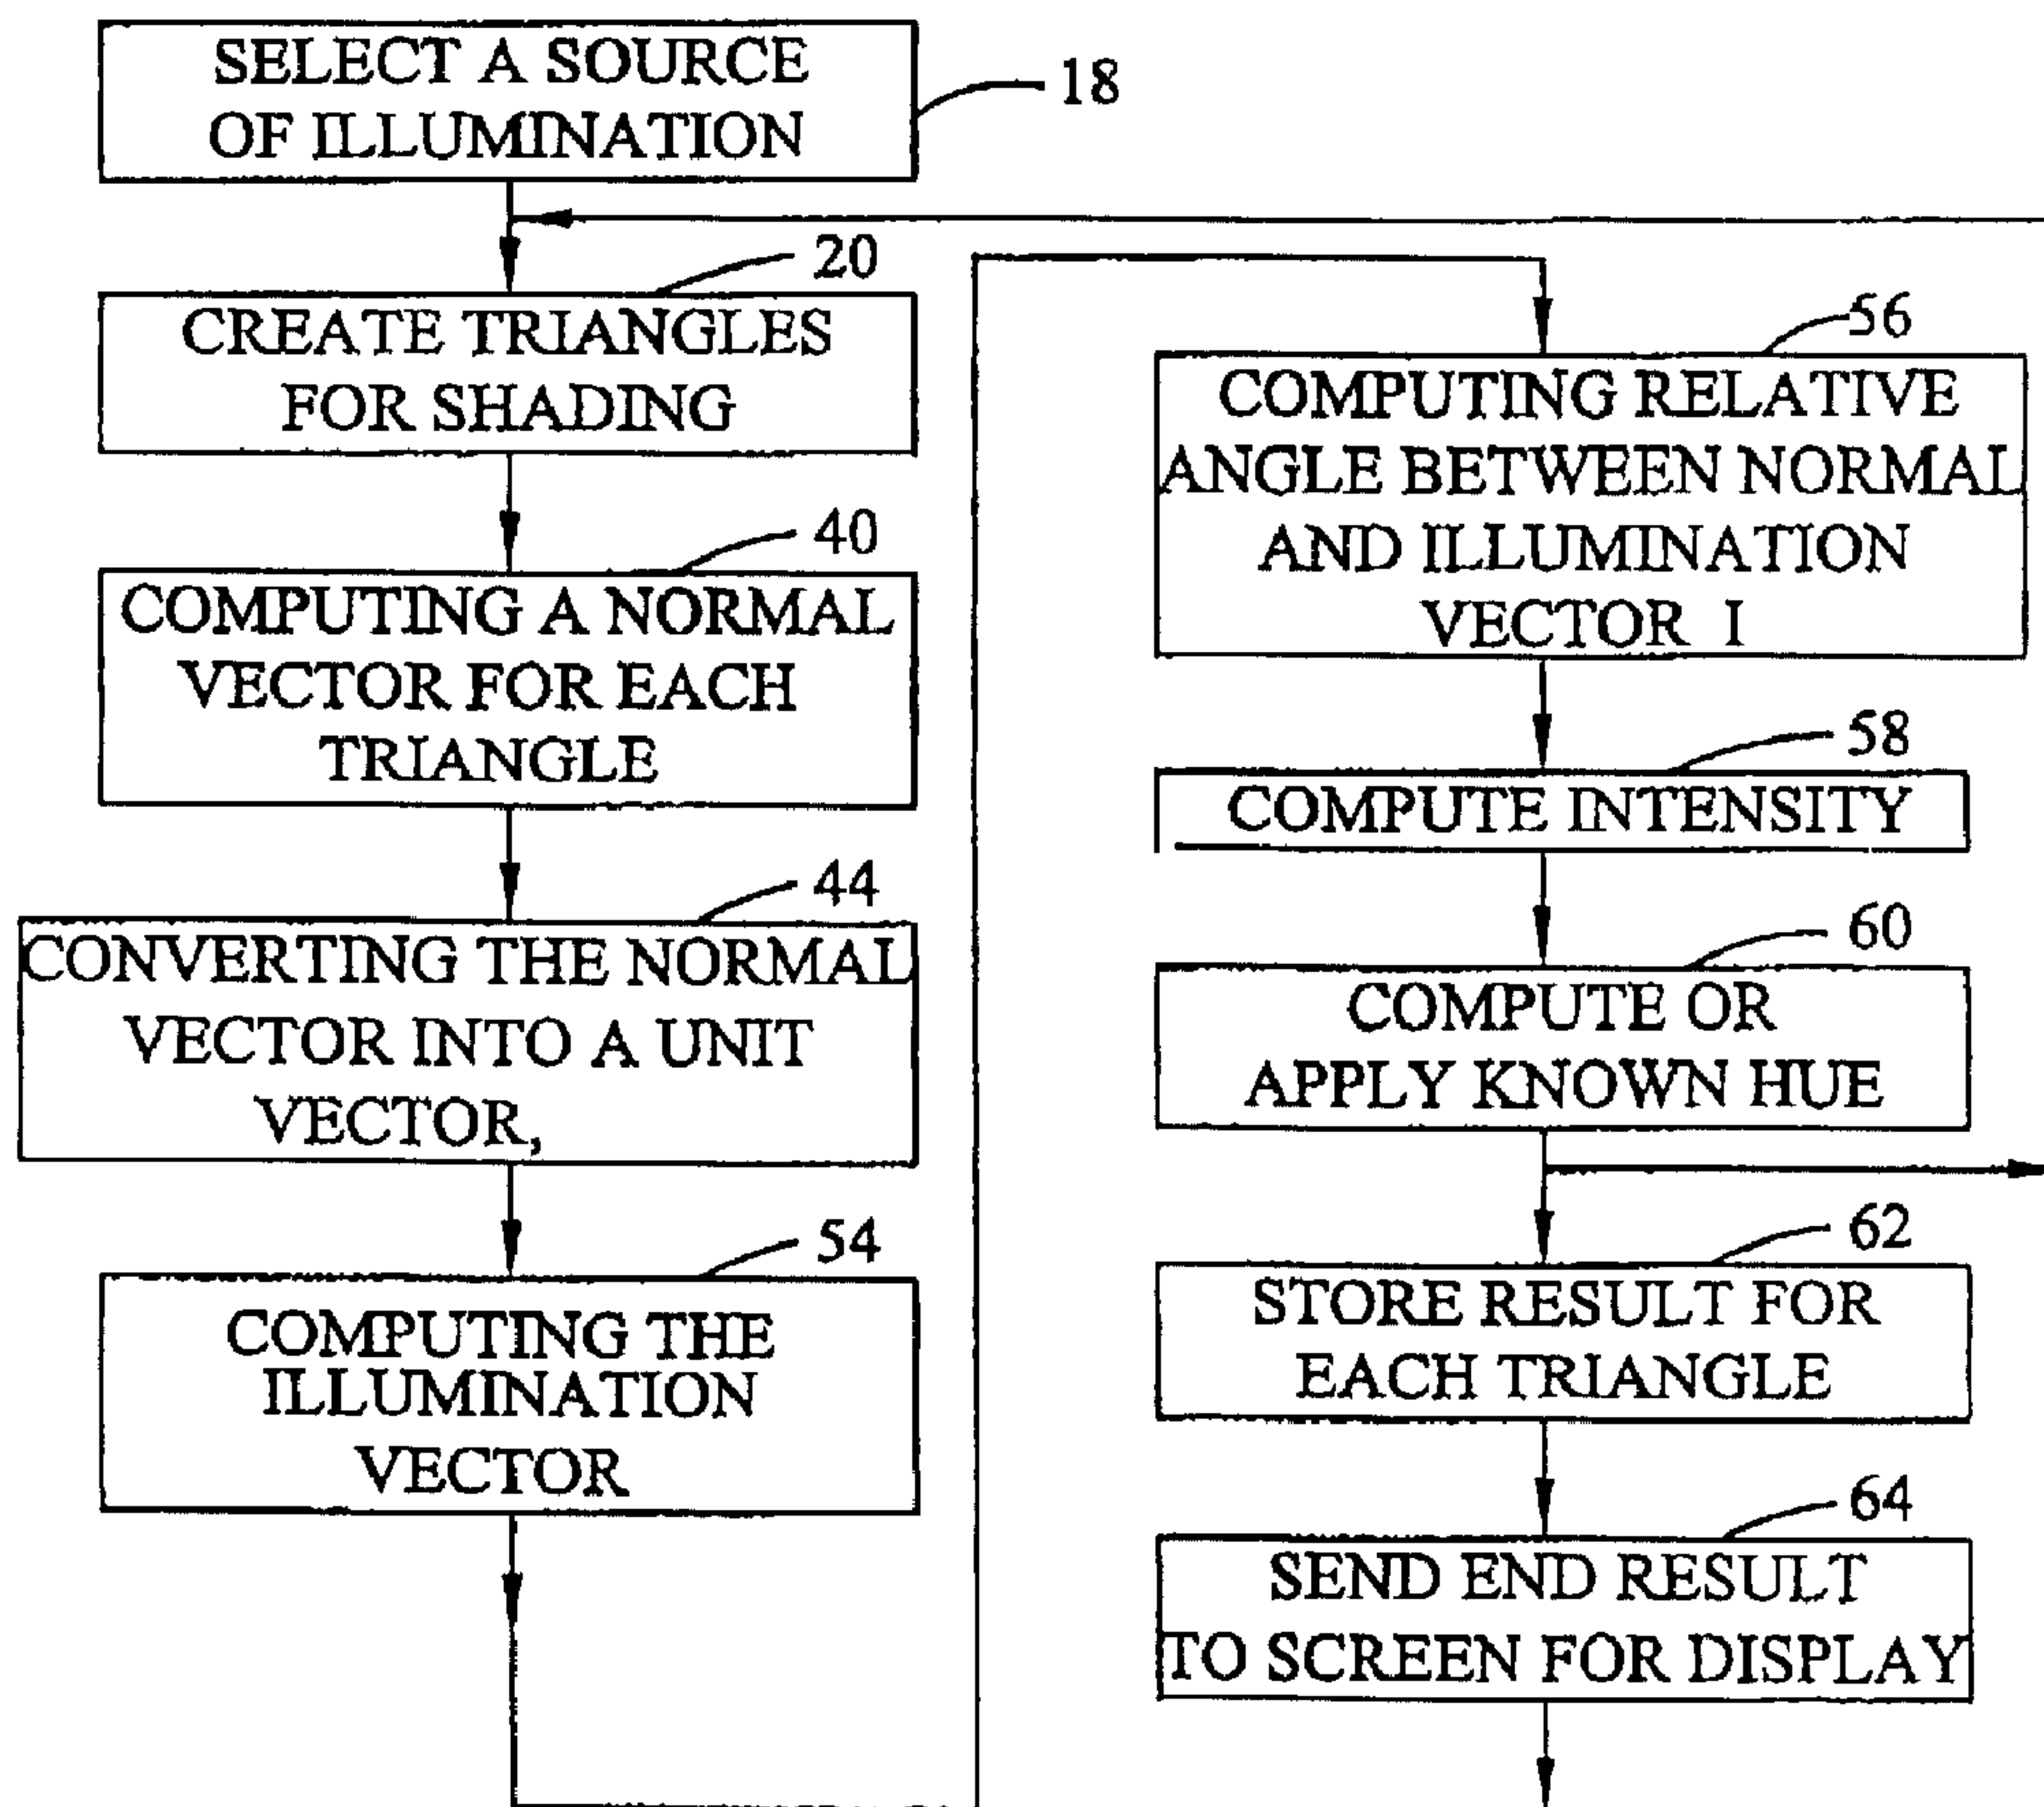 SELECT A SOURCE
OF ILLUMINATION
18
20
CREATE TRIANGLES
FOR SHADING
40
COMPUTING A NORMAL
VECTOR FOR EACH
TRIANGLE
44
CONVERTING THE NORMAL
VECTOR INTO A UNIT
VECTOR,
54
COMPUTING THE
ILLUMINATION
VECTOR
56
COMPUTING RELATIVE
ANGLE BETWEEN NORMAL
AND ILLUMINATION
VECTOR I
58
COMPUTE INTENSITY
60
COMPUTE OR
APPLY KNOWN HUE
62
STORE RESULT FOR
EACH TRIANGLE
64
SEND END RESULT
TO SCREEN FOR DISPLAY